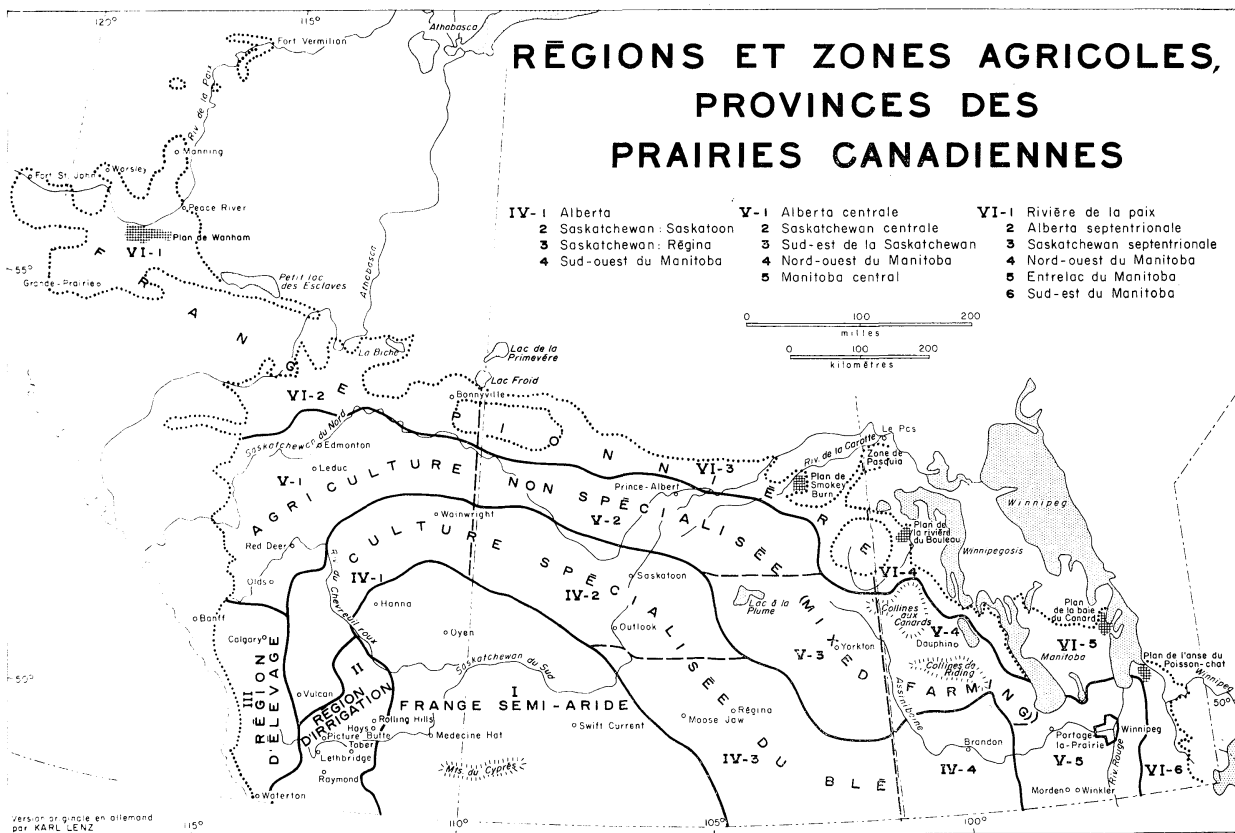 RĒGIONS ET ZONES AGRICOLES,
PROVINCES DES
PRAIRIES CANADIENNES
IV-1 Alberta
2 Saskatchewan : Saskatoon
3 Saskatchewan : Régina
4 Sud-ouest du Manitoba
V-1 Alberta centrale
2 Saskatchewan centrale
3 Sud-est de la Saskatchewan
4 Nord-ouest du Manitoba
5 Manitoba central
VI-1 Rivière de la paix
2 Alberta septentrionale
3 Saskatchewan septentrionale
4 Nord-ouest du Manitoba
5 Entrelac du Manitoba
6 Sud-est du Manitoba
0 100 200
milles
0 100 200
kilomètres
120°
115°
Athabasca
Fort Vermilion
Riv. de la Paix
Manning
Fort St. John
Worsley
Peace River
Plan de Wanham
VI-1
55°
Grande-Prairie
Petit lac
des Esclaves
Athabasca
FRANGE PIONNIÈRE
La Biche
Lac de la
Primevère
Lac Froid
Bonnyville
VI-2
Saskatchewan du Nord
Edmonton
Leduc
V-1
AGRICULTURE NON SPÉCIALISÉE (MIXED FARMING)
VI-3
Prince-Albert
V-2
Riv. de la Carotte
Le Pas
Zone de
Pasquia
Plan de
Smokey
Burn
Plan de
la rivière
du Bouleau
Winnipeg
Winnipegosis
VI-4
Wainwright
Red Deer
CULTURE SPÉCIALISÉE DU BLÉ
Olds
IV-1
Riv. du Chevreuil roux
Hanna
Saskatoon
IV-2
Lac à la
Plume
Collines
aux
Canards
V-4
Dauphin
Plan
de la baie
du Canard
VI-5
Banff
Calgary
Oyen
Outlook
V-3
Yorkton
Collines de
Riding
Manitoba
Plan de l'anse du
Poisson-chat
Winnipeg
50°
50°
Saskatchewan du Sud
Vulcan
II
RÉGION
D'IRRIGATION
III
RÉGION
D'ÉLEVAGE
I
FRANGE SEMI-ARIDE
Rolling Hills
Hays
Picture Butte
Taber
Lethbridge
Raymond
Waterton
Medecine Hat
Mts. du Cyprès
Swift Current
Moose Jaw
Régina
IV-3
Assiniboine
Brandon
IV-4
Portage-
la-Prairie
Winnipeg
V-5
Riv. Rouge
VI-6
Morden
Winkler
Version originale en allemand
par KARL LENZ
115°
110°
105°
100°